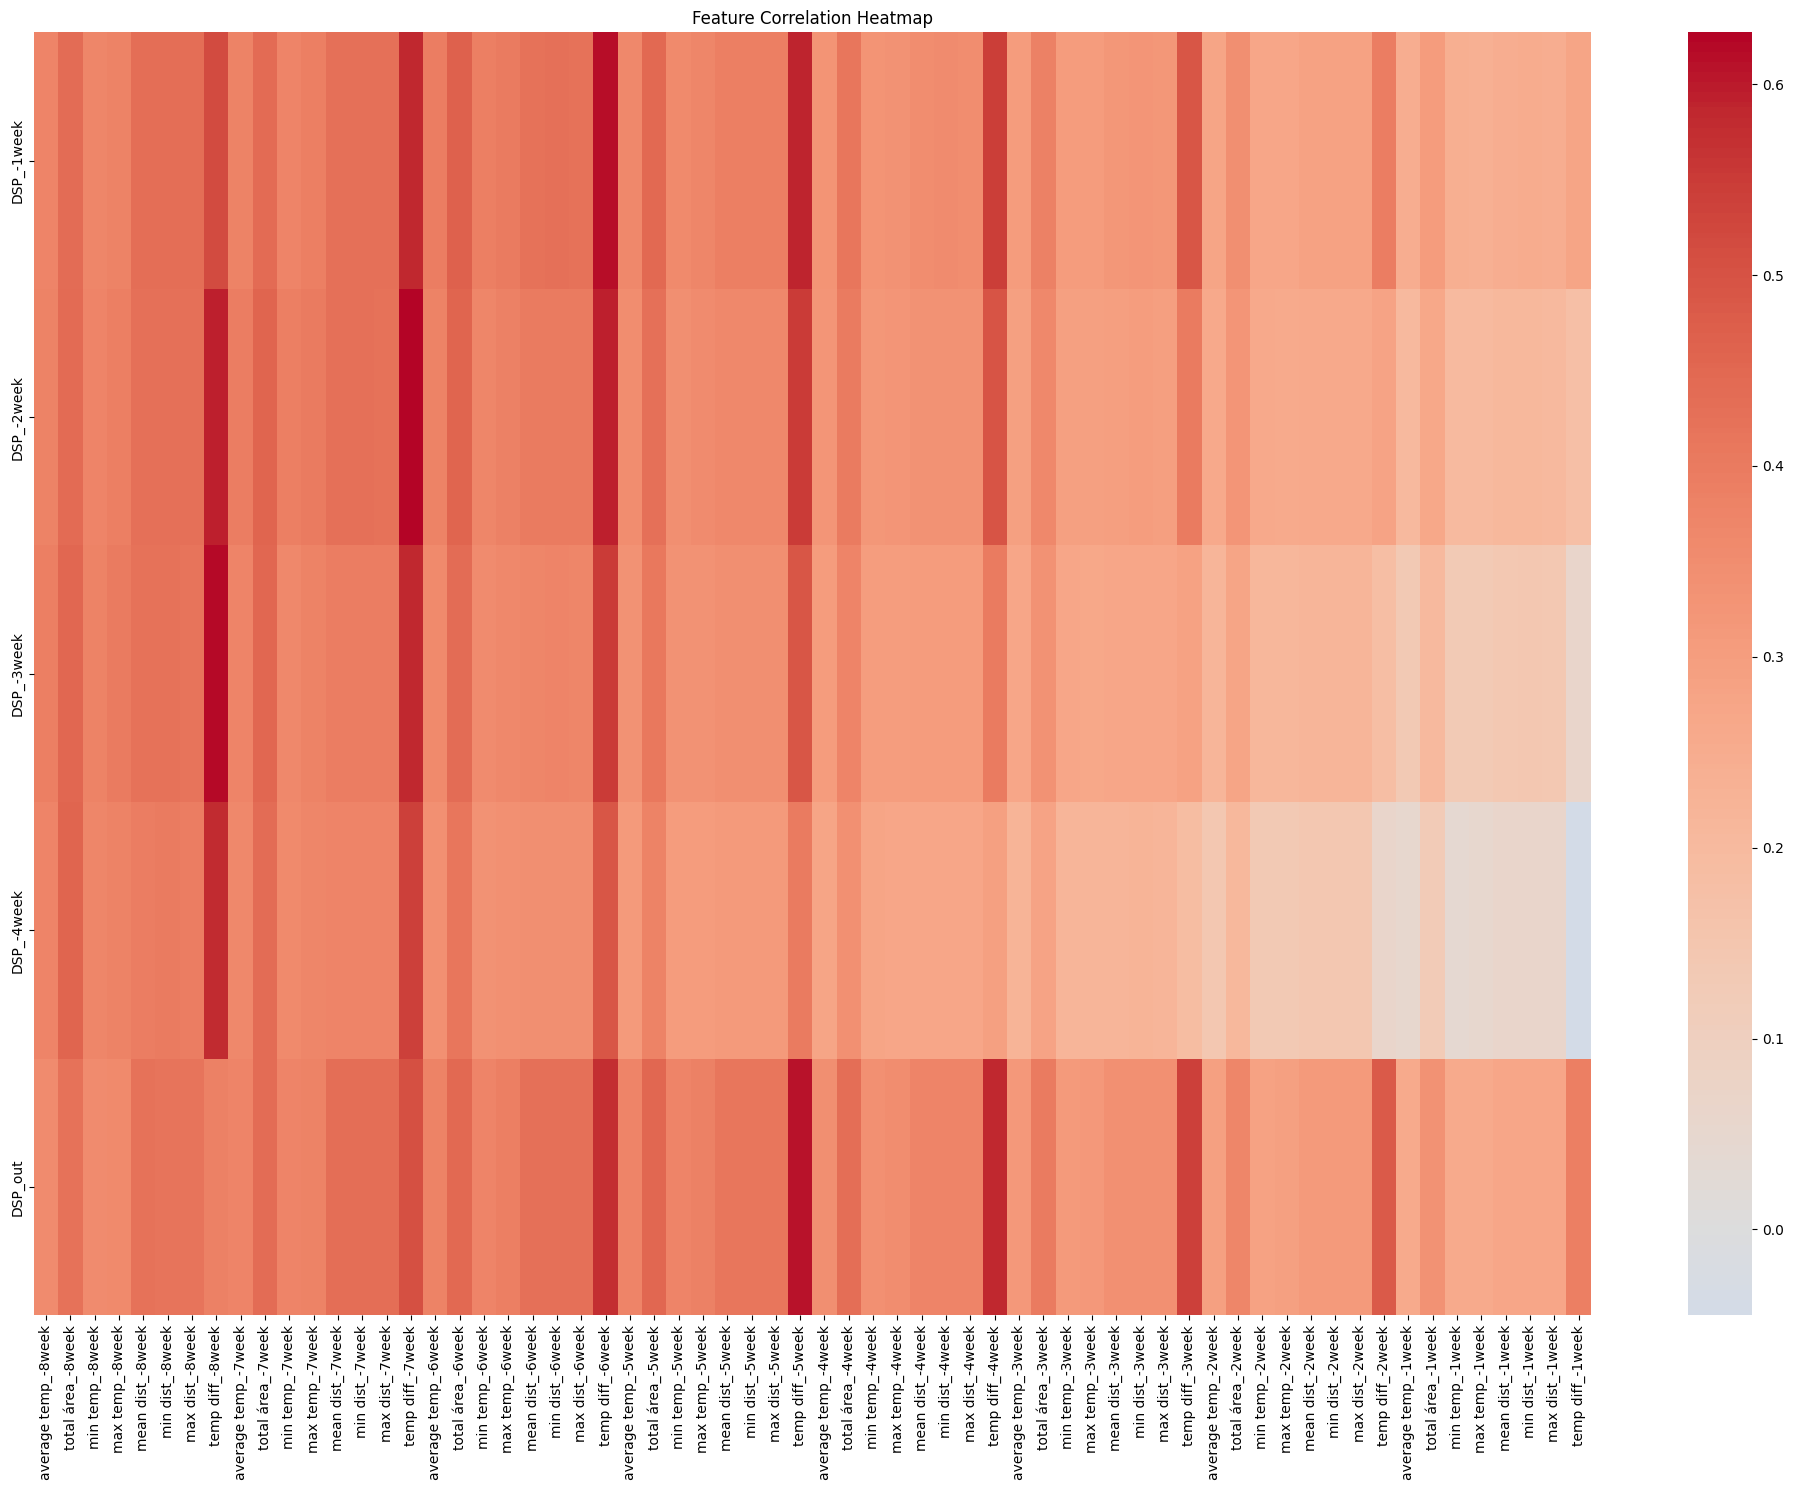 Feature Correlation Heatmap
DSP_-1week
DSP_-2week
DSP_-3week
DSP_-4week
DSP_out
average temp_-8week
total área_-8week
min temp_-8week
max temp_-8week
mean dist_-8week
min dist_-8week
max dist_-8week
temp diff_-8week
average temp_-7week
total área_-7week
min temp_-7week
max temp_-7week
mean dist_-7week
min dist_-7week
max dist_-7week
temp diff_-7week
average temp_-6week
total área_-6week
min temp_-6week
max temp_-6week
mean dist_-6week
min dist_-6week
max dist_-6week
temp diff_-6week
average temp_-5week
total área_-5week
min temp_-5week
max temp_-5week
mean dist_-5week
min dist_-5week
max dist_-5week
temp diff_-5week
average temp_-4week
total área_-4week
min temp_-4week
max temp_-4week
mean dist_-4week
min dist_-4week
max dist_-4week
temp diff_-4week
average temp_-3week
total área_-3week
min temp_-3week
max temp_-3week
mean dist_-3week
min dist_-3week
max dist_-3week
temp diff_-3week
average temp_-2week
total área_-2week
min temp_-2week
max temp_-2week
mean dist_-2week
min dist_-2week
max dist_-2week
temp diff_-2week
average temp_-1week
total área_-1week
min temp_-1week
max temp_-1week
mean dist_-1week
min dist_-1week
max dist_-1week
temp diff_-1week
0.6
0.5
0.4
0.3
0.2
0.1
0.0